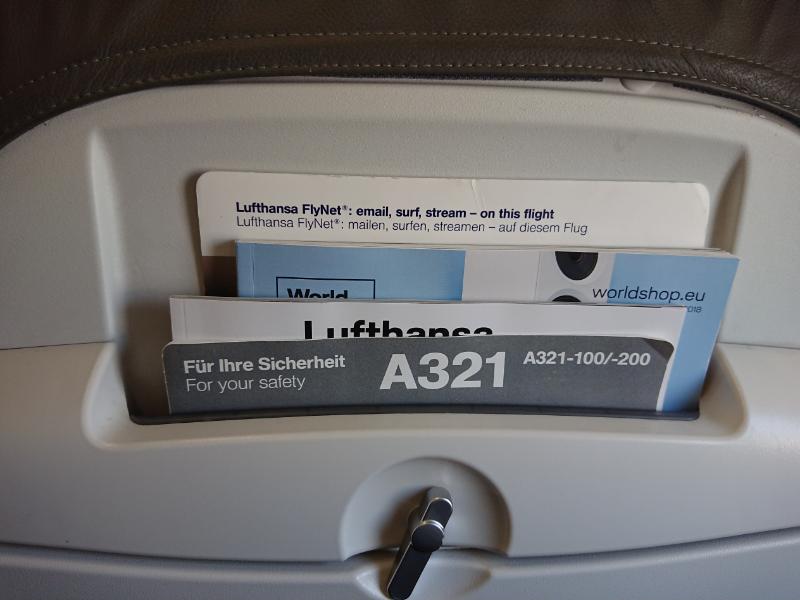 Lufthansa FlyNet®: email, surf, stream – on this flight
Lufthansa FlyNet®: mailen, surfen, streamen – auf diesem Flug
World
worldshop.eu
Lufthansa
Für Ihre Sicherheit
For your safety
A321
A321-100/-200